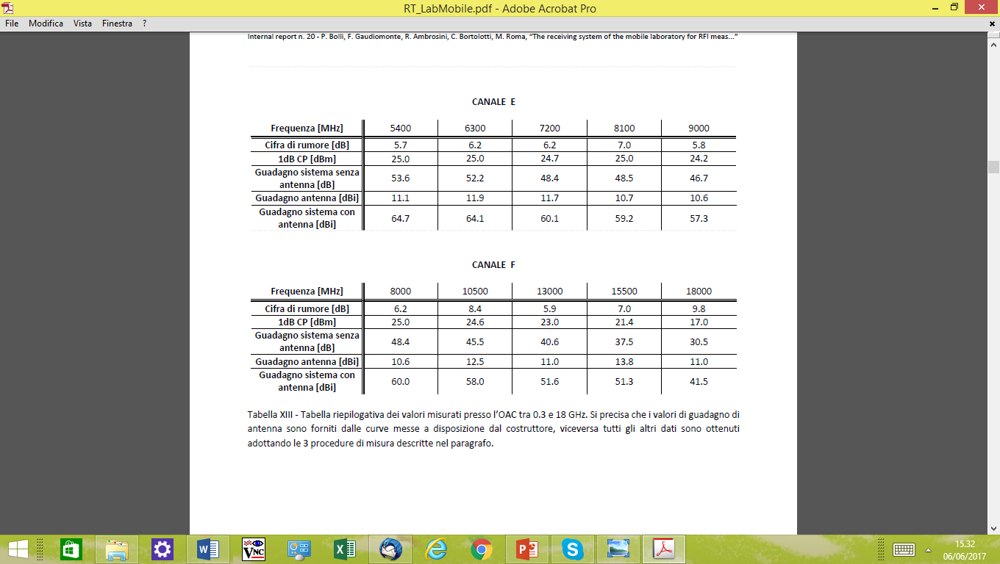 RT_LabMobile.pdf - Adobe Acrobat Pro
File Modifica Vista Finestra ?
Internal report n. 20 - P. Bolli, F. Gaudiomonte, R. Ambrosini, C. Bortolotti, M. Roma, “The receiving system of the mobile laboratory for RFI meas...”
CANALE E
Frequenza [MHz] 5400 6300 7200 8100 9000
Cifra di rumore [dB] 5.7 6.2 6.2 7.0 5.8
1dB CP [dBm] 25.0 25.0 24.7 25.0 24.2
Guadagno sistema senza
antenna [dB] 53.6 52.2 48.4 48.5 46.7
Guadagno antenna [dBi] 11.1 11.9 11.7 10.7 10.6
Guadagno sistema con
antenna [dBi] 64.7 64.1 60.1 59.2 57.3
CANALE F
Frequenza [MHz] 8000 10500 13000 15500 18000
Cifra di rumore [dB] 6.2 8.4 5.9 7.0 9.8
1dB CP [dBm] 25.0 24.6 23.0 21.4 17.0
Guadagno sistema senza
antenna [dB] 48.4 45.5 40.6 37.5 30.5
Guadagno antenna [dBi] 10.6 12.5 11.0 13.8 11.0
Guadagno sistema con
antenna [dBi] 60.0 58.0 51.6 51.3 41.5
Tabella XIII - Tabella riepilogativa dei valori misurati presso l’OAC tra 0.3 e 18 GHz. Si precisa che i valori di guadagno di
antenna sono forniti dalle curve messe a disposizione dal costruttore, viceversa tutti gli altri dati sono ottenuti
adottando le 3 procedure di misura descritte nel paragrafo.
VNC
15.32
06/06/2017